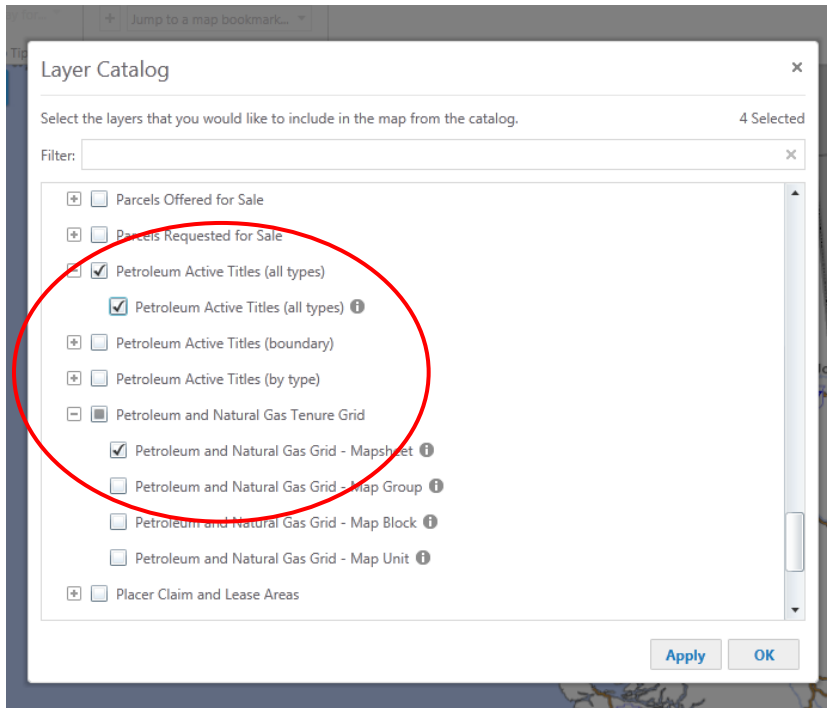 Jump to a map bookmark...
Tip
Layer Catalog
Select the layers that you would like to include in the map from the catalog.
4 Selected
Filter:
Parcels Offered for Sale
Parcels Requested for Sale
Petroleum Active Titles (all types)
Petroleum Active Titles (all types)
Petroleum Active Titles (boundary)
Petroleum Active Titles (by type)
Petroleum and Natural Gas Tenure Grid
Petroleum and Natural Gas Grid - Mapsheet
Petroleum and Natural Gas Grid - Map Group
Petroleum and Natural Gas Grid - Map Block
Petroleum and Natural Gas Grid - Map Unit
Placer Claim and Lease Areas
Apply
OK